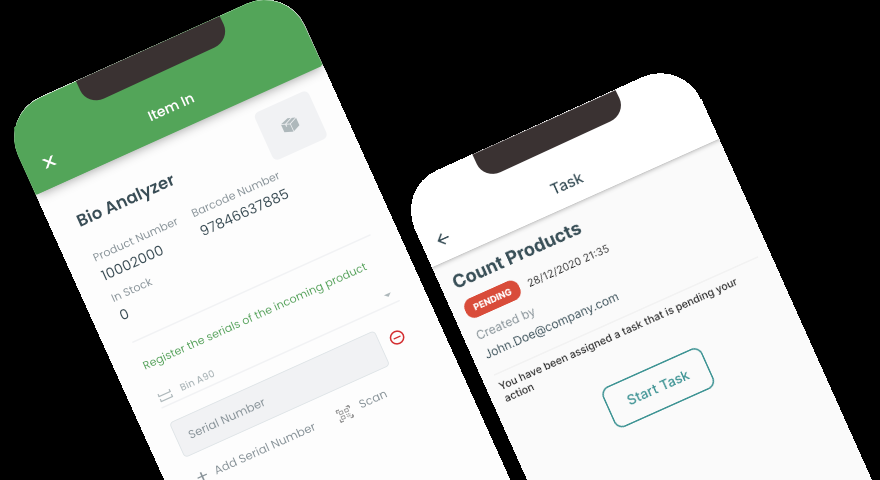 Item In
Bio Analyzer
Product Number
Barcode Number
10002000
97846637885
In Stock
0
Register the serials of the incoming product
Bin A90
Serial Number
+ Add Serial Number
Scan
Task
Count Products
PENDING
28/12/2020 21:35
Created by
John.Doe@company.com
You have been assigned a task that is pending your
action
Start Task